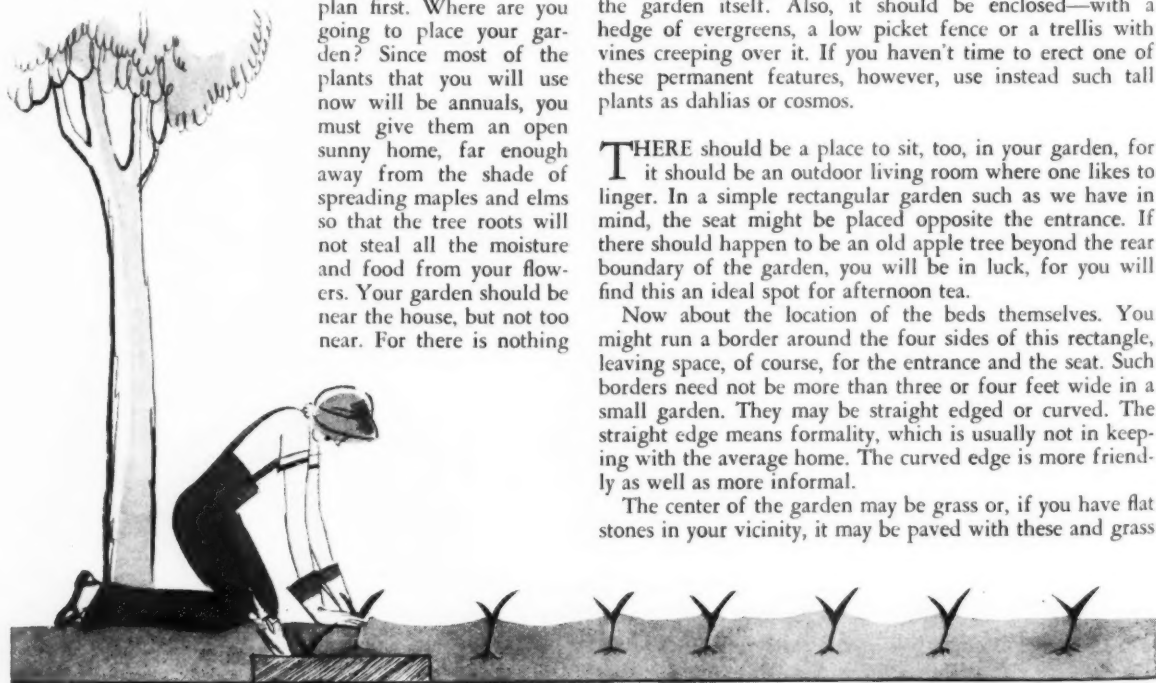 plan first. Where are you
going to place your gar-
den? Since most of the
plants that you will use
now will be annuals, you
must give them an open
sunny home, far enough
away from the shade of
spreading maples and elms
so that the tree roots will
not steal all the moisture
and food from your flow-
ers. Your garden should be
near the house, but not too
near. For there is nothing
the garden itself. Also, it should be enclosed—with a
hedge of evergreens, a low picket fence or a trellis with
vines creeping over it. If you haven't time to erect one of
these permanent features, however, use instead such tall
plants as dahlias or cosmos.
THERE should be a place to sit, too, in your garden, for
it should be an outdoor living room where one likes to
linger. In a simple rectangular garden such as we have in
mind, the seat might be placed opposite the entrance. If
there should happen to be an old apple tree beyond the rear
boundary of the garden, you will be in luck, for you will
find this an ideal spot for afternoon tea.
Now about the location of the beds themselves. You
might run a border around the four sides of this rectangle,
leaving space, of course, for the entrance and the seat. Such
borders need not be more than three or four feet wide in a
small garden. They may be straight edged or curved. The
straight edge means formality, which is usually not in keep-
ing with the average home. The curved edge is more friend-
ly as well as more informal.
The center of the garden may be grass or, if you have flat
stones in your vicinity, it may be paved with these and grass